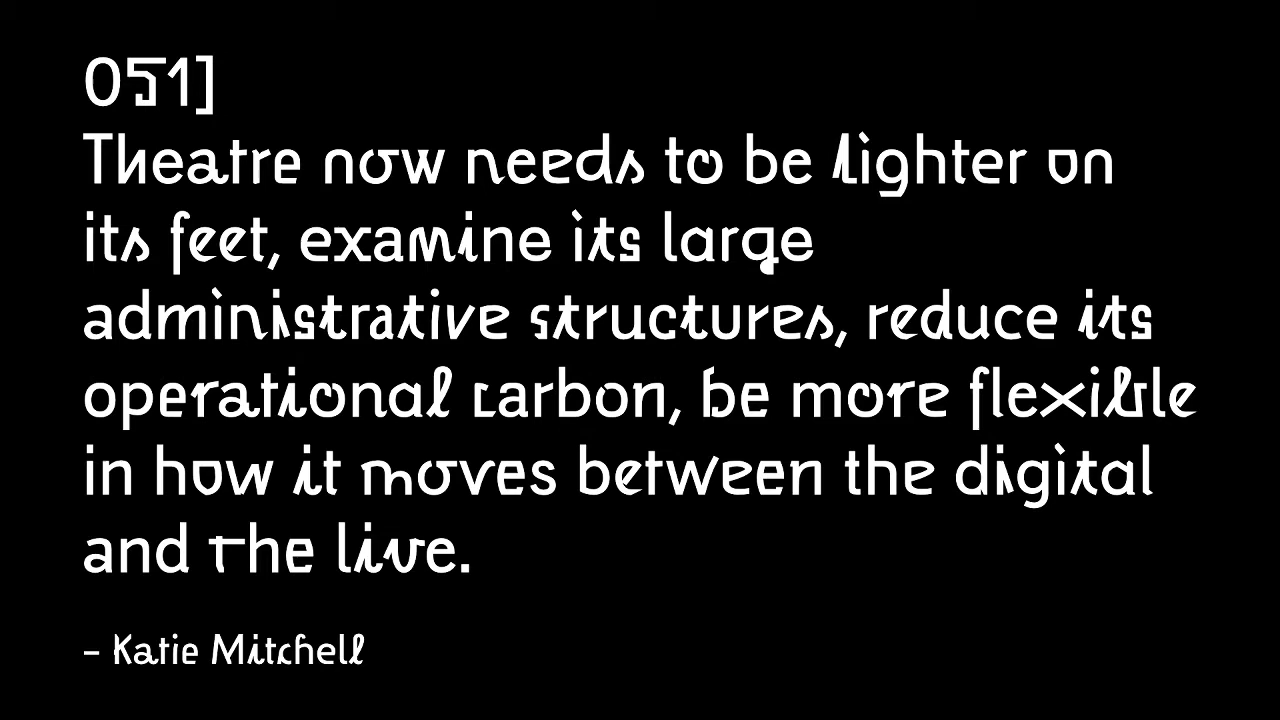 051]
Theatre now needs to be lighter on
its feet, examine its large
administrative structures, reduce its
operational carbon, be more flexible
in how it moves between the digital
and the live.
– Katie Mitchell